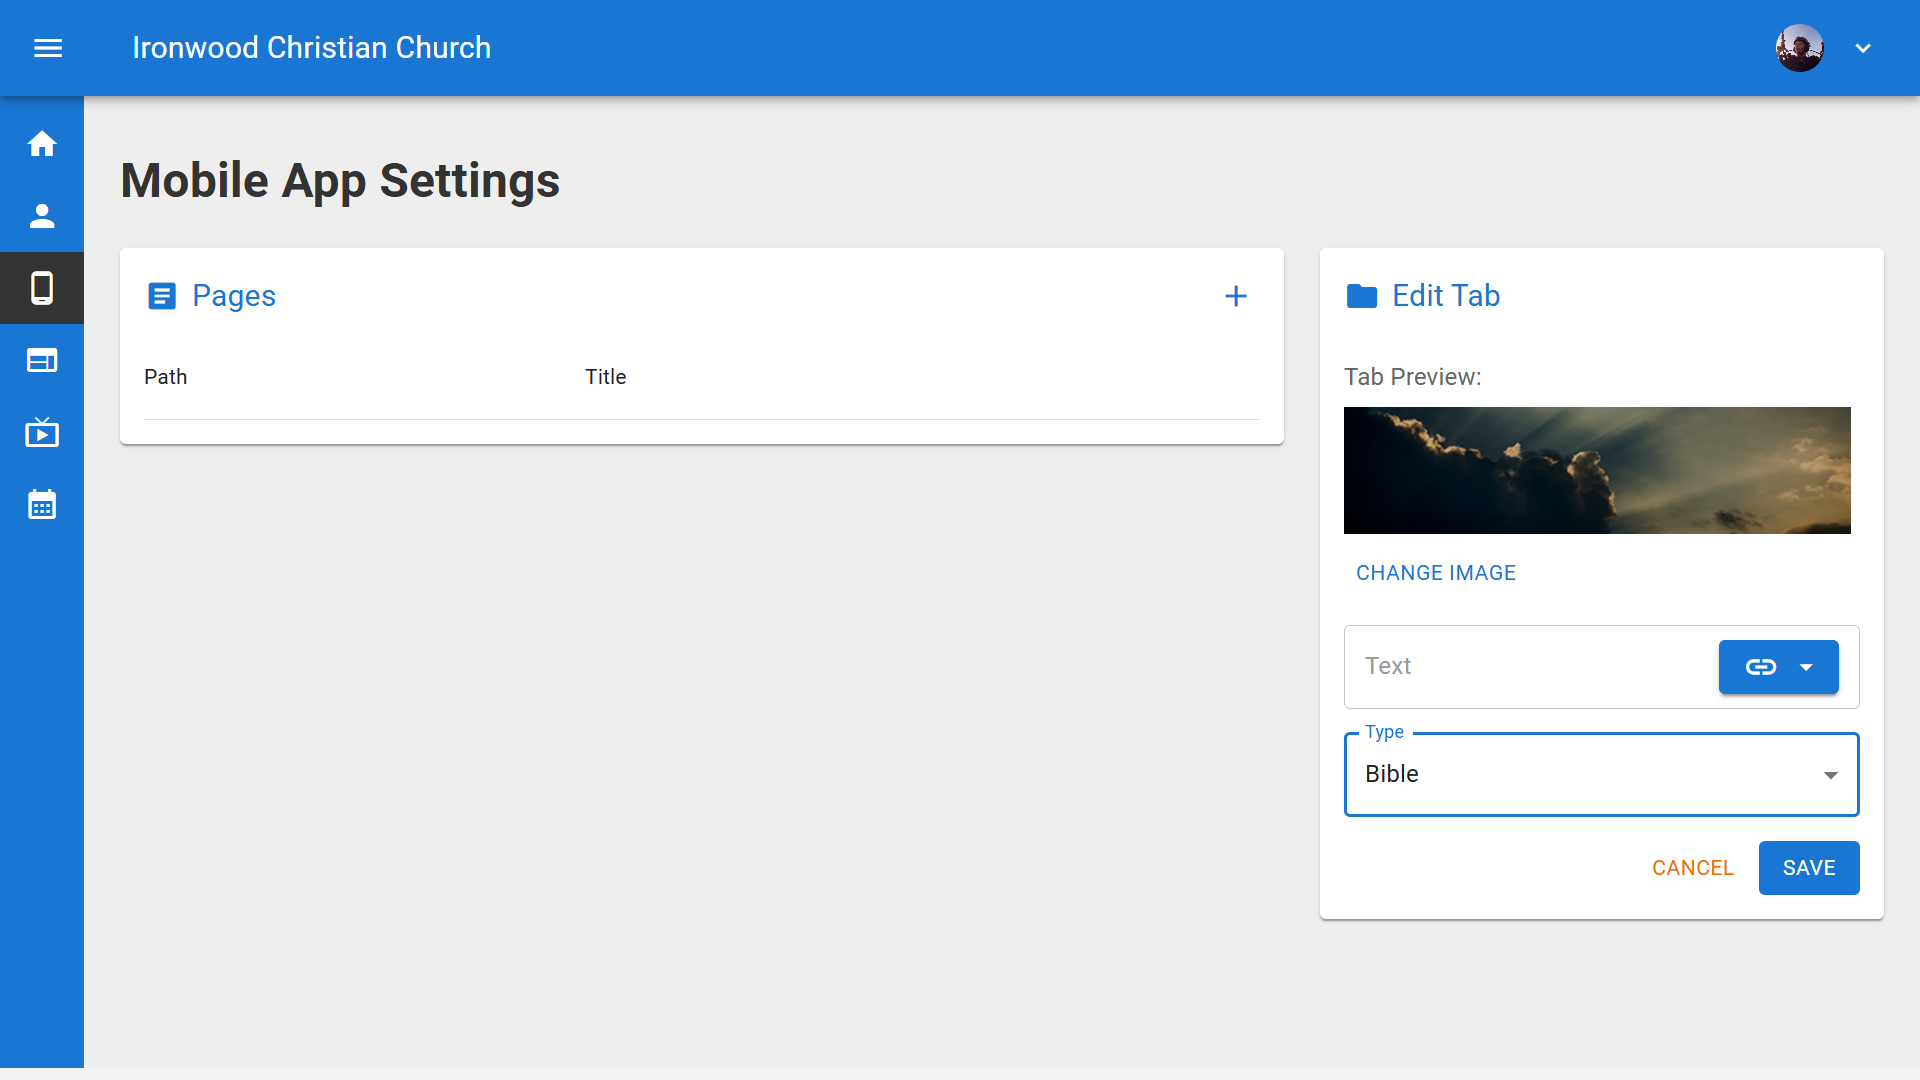 Ironwood Christian Church
Mobile App Settings
Pages
Path Title
Edit Tab
Tab Preview:
CHANGE IMAGE
Text
Type
Bible
CANCEL SAVE